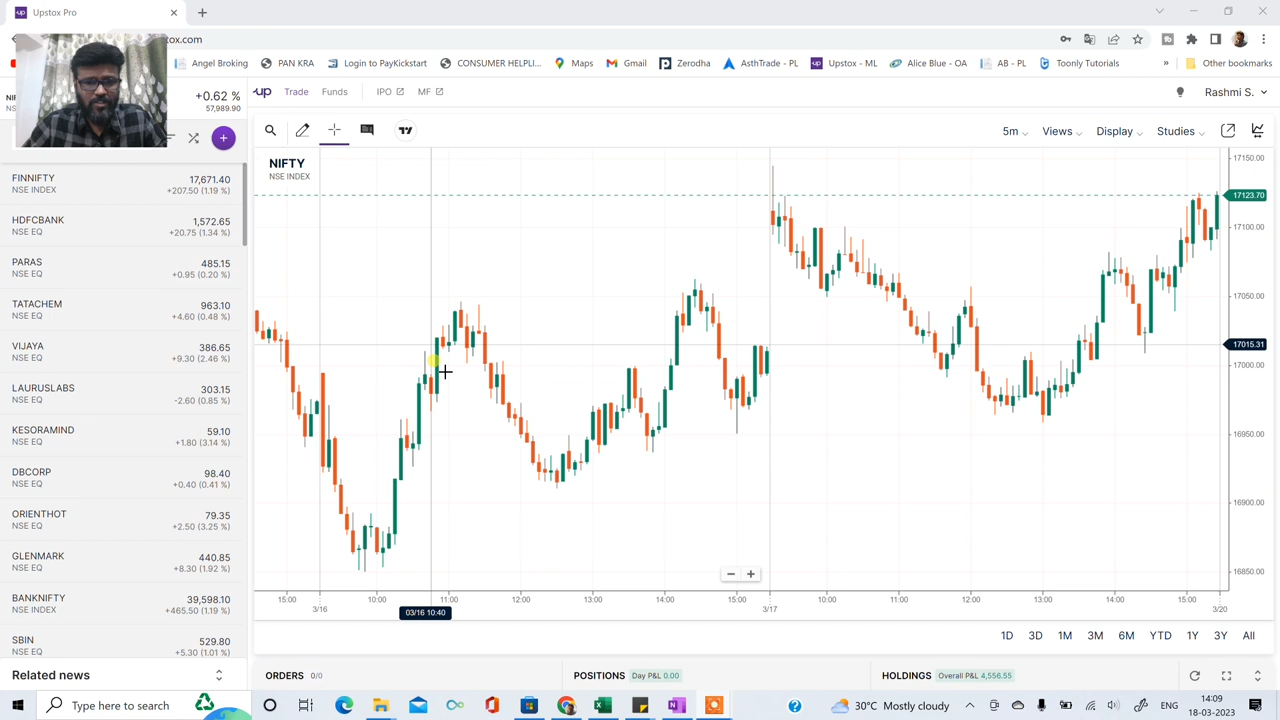 up Upstox Pro
ox.com
Angel Broking
PAN KRA
Login to PayKickstart
CONSUMER HELPLI...
Maps
Gmail
Zerodha
AsthTrade - PL
Upstox - ML
Alice Blue - OA
AB - PL
Toonly Tutorials
»
Other bookmarks
+0.62 %
57,989.90
up Trade Funds IPO MF
Rashmi S.
5m Views Display Studies
NIFTY
NSE INDEX
FINNIFTY 17,671.40
NSE INDEX +207.50 (1.19 %)
HDFCBANK 1,572.65
NSE EQ +20.75 (1.34 %)
PARAS 485.15
NSE EQ +0.95 (0.20 %)
TATACHEM 963.10
NSE EQ +4.60 (0.48 %)
VIJAYA 386.65
NSE EQ +9.30 (2.46 %)
LAURUSLABS 303.15
NSE EQ -2.60 (0.85 %)
KESORAMIND 59.10
NSE EQ +1.80 (3.14 %)
DBCORP 98.40
NSE EQ +0.40 (0.41 %)
ORIENTHOT 79.35
NSE EQ +2.50 (3.25 %)
GLENMARK 440.85
NSE EQ +8.30 (1.92 %)
BANKNIFTY 39,598.10
NSE INDEX +465.50 (1.19 %)
SBIN 529.80
NSE EQ +5.30 (1.01 %)
Related news
17150.00
17123.70
17100.00
17050.00
17015.31
17000.00
16950.00
16900.00
16850.00
15:00 10:00 11:00 12:00 13:00 14:00 15:00 10:00 11:00 12:00 13:00 14:00 15:00
3/16 03/16 10:40 3/17 3/20
1D 3D 1M 3M 6M YTD 1Y 3Y All
ORDERS 0/0
POSITIONS Day P&L 0.00
HOLDINGS Overall P&L 4,556.55
Type here to search
30°C Mostly cloudy
ENG
14:09
18-03-2023